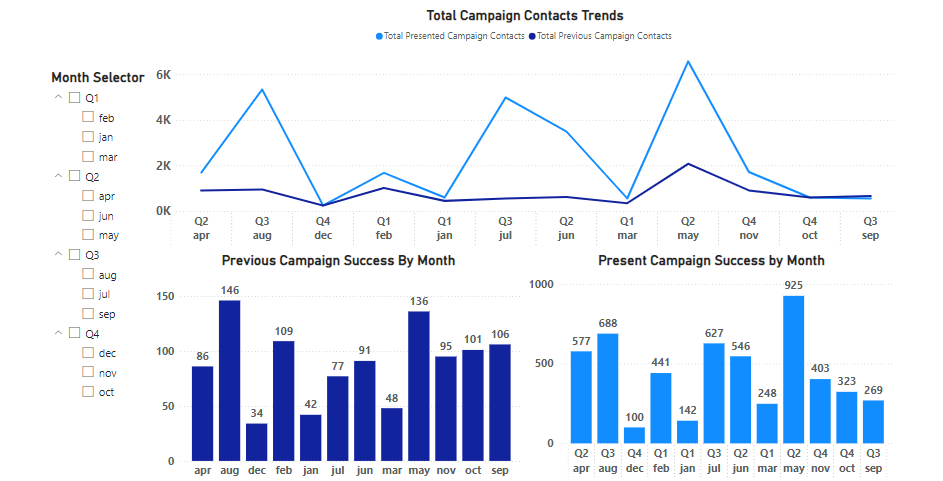 Total Campaign Contacts Trends
Total Presented Campaign Contacts Total Previous Campaign Contacts
Month Selector
Q1
feb
jan
mar
Q2
apr
jun
may
Q3
aug
jul
sep
Q4
dec
nov
oct
6K
4K
2K
0K
Q2 Q3 Q4 Q1 Q1 Q3 Q2 Q1 Q2 Q4 Q4 Q3
apr aug dec feb jan jul jun mar may nov oct sep
Previous Campaign Success By Month
150
100
50
0
86 146 34 109 42 77 91 48 136 95 101 106
apr aug dec feb jan jul jun mar may nov oct sep
Present Campaign Success by Month
1000
500
0
577 688 100 441 142 627 546 248 925 403 323 269
Q2 Q3 Q4 Q1 Q1 Q3 Q2 Q1 Q2 Q4 Q4 Q3
apr aug dec feb jan jul jun mar may nov oct sep